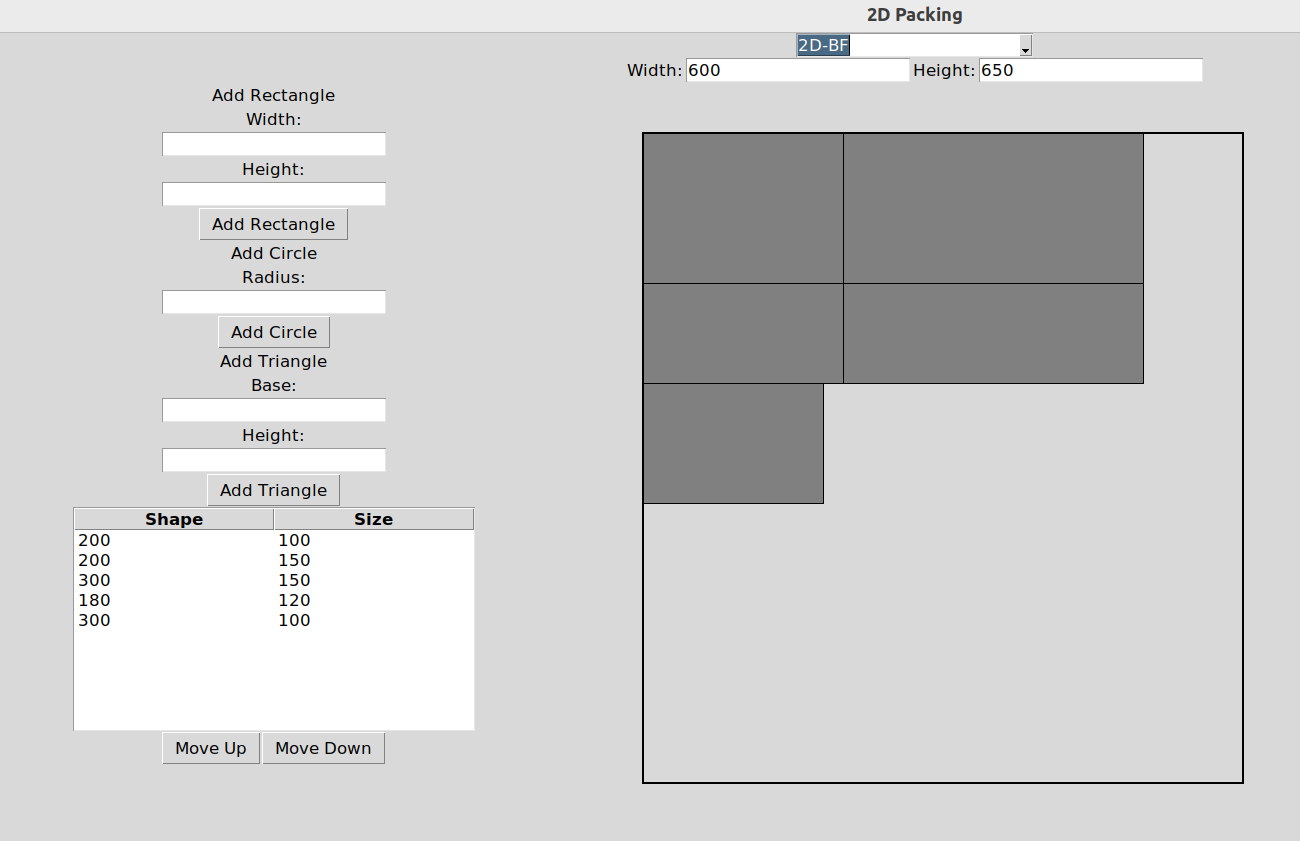 2D Packing
2D-BF
Width: 600 Height: 650
Add Rectangle
Width:
Height:
Add Rectangle
Add Circle
Radius:
Add Circle
Add Triangle
Base:
Height:
Add Triangle
Shape Size
200 100
200 150
300 150
180 120
300 100
Move Up Move Down